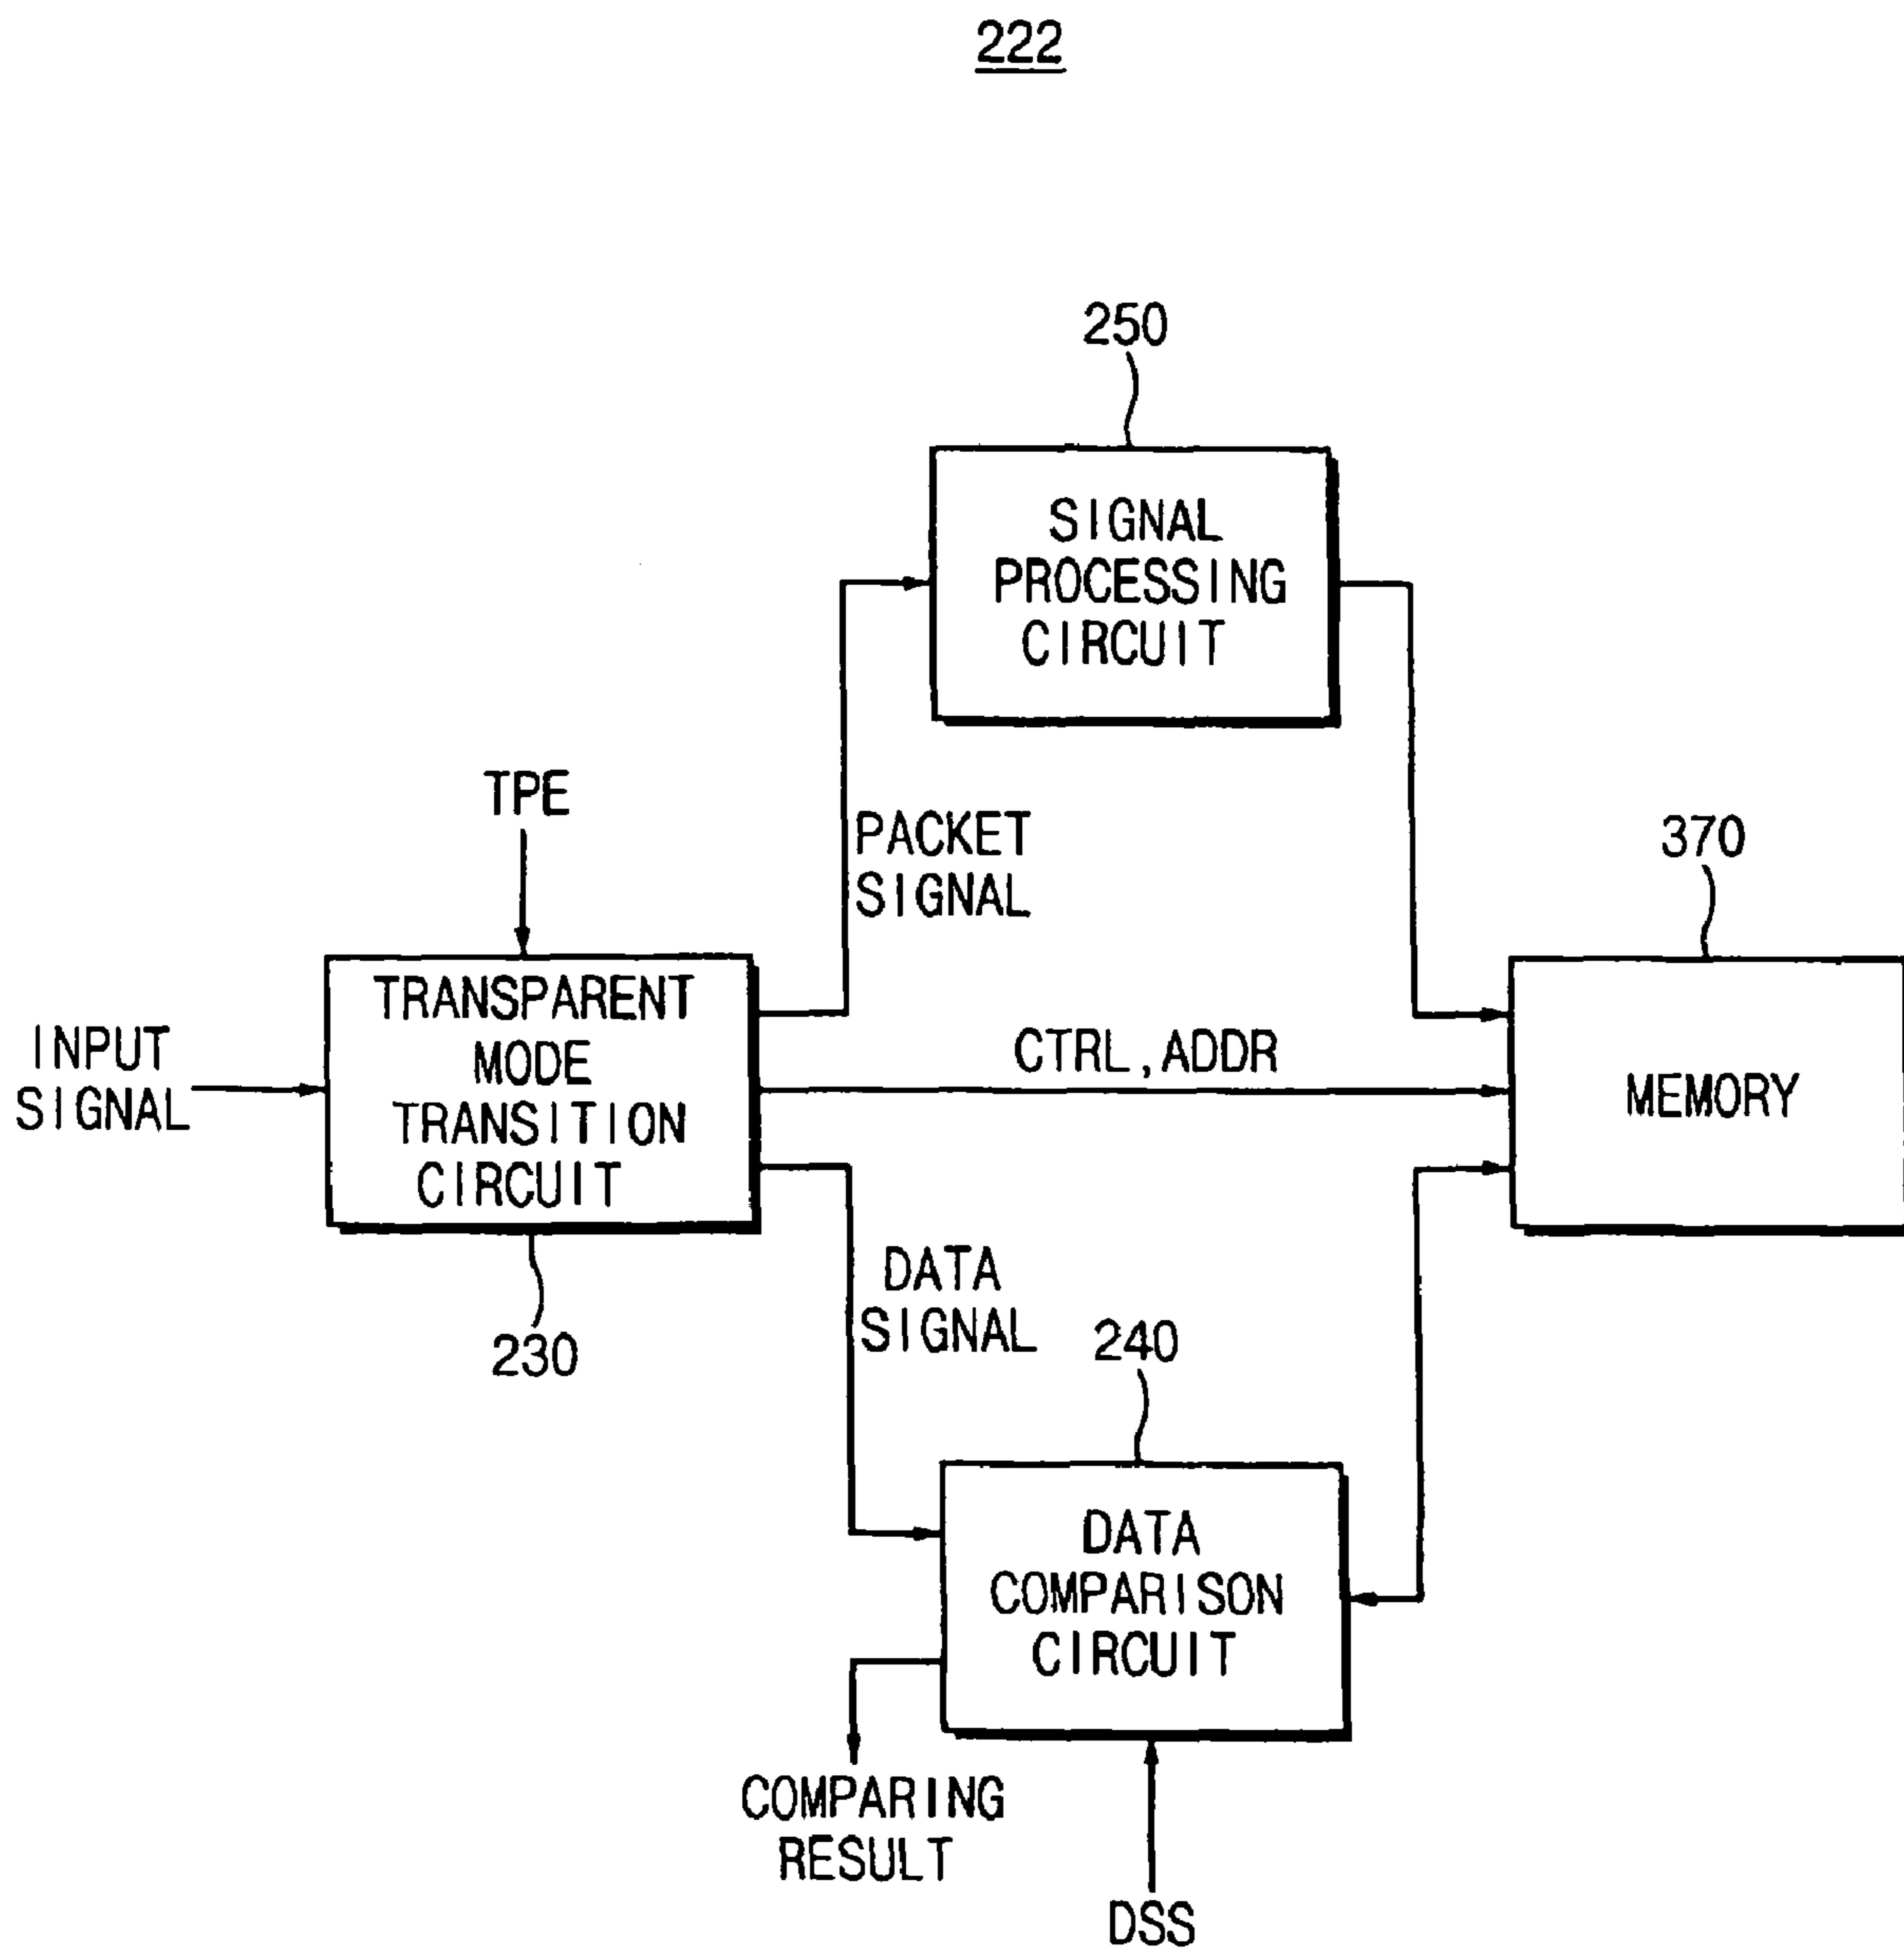 222
250
SIGNAL
PROCESSING
CIRCUIT
TPE
PACKET
SIGNAL
370
INPUT
SIGNAL
TRANSPARENT
MODE
TRANSITION
CIRCUIT
CTRL, ADDR
MEMORY
230
DATA
SIGNAL
240
DATA
COMPARISON
CIRCUIT
COMPARING
RESULT
DSS